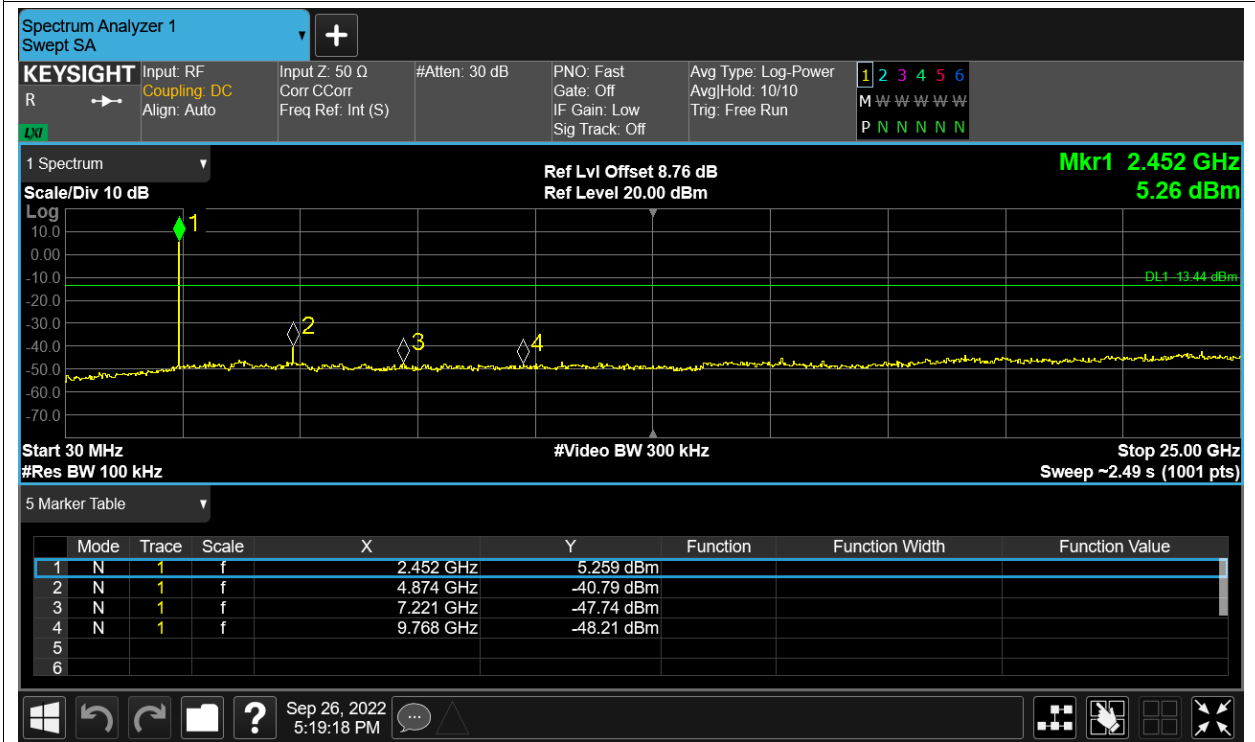 Spectrum Analyzer 1
Swept SA
+
KEYSIGHT Input: RF Input Z: 50 Ω #Atten: 30 dB PNO: Fast Avg Type: Log-Power 1 2 3 4 5 6
R Coupling: DC Corr CCorr Gate: Off Avg|Hold: 10/10 M W W W W W
Align: Auto Freq Ref: Int (S) IF Gain: Low Trig: Free Run
LXI Sig Track: Off P N N N N N
1 Spectrum Ref Lvl Offset 8.76 dB Mkr1 2.452 GHz
Scale/Div 10 dB Ref Level 20.00 dBm 5.26 dBm
Log
10.0
1
0.00
-10.0
DL1 -13.44 dBm
-20.0
-30.0
2
-40.0
3
4
-50.0
-60.0
-70.0
Start 30 MHz #Video BW 300 kHz Stop 25.00 GHz
#Res BW 100 kHz Sweep ~2.49 s (1001 pts)
5 Marker Table
Mode Trace Scale X Y Function Function Width Function Value
1 N 1 f 2.452 GHz 5.259 dBm
2 N 1 f 4.874 GHz -40.79 dBm
3 N 1 f 7.221 GHz -47.74 dBm
4 N 1 f 9.768 GHz -48.21 dBm
5
6
? Sep 26, 2022
5:19:18 PM